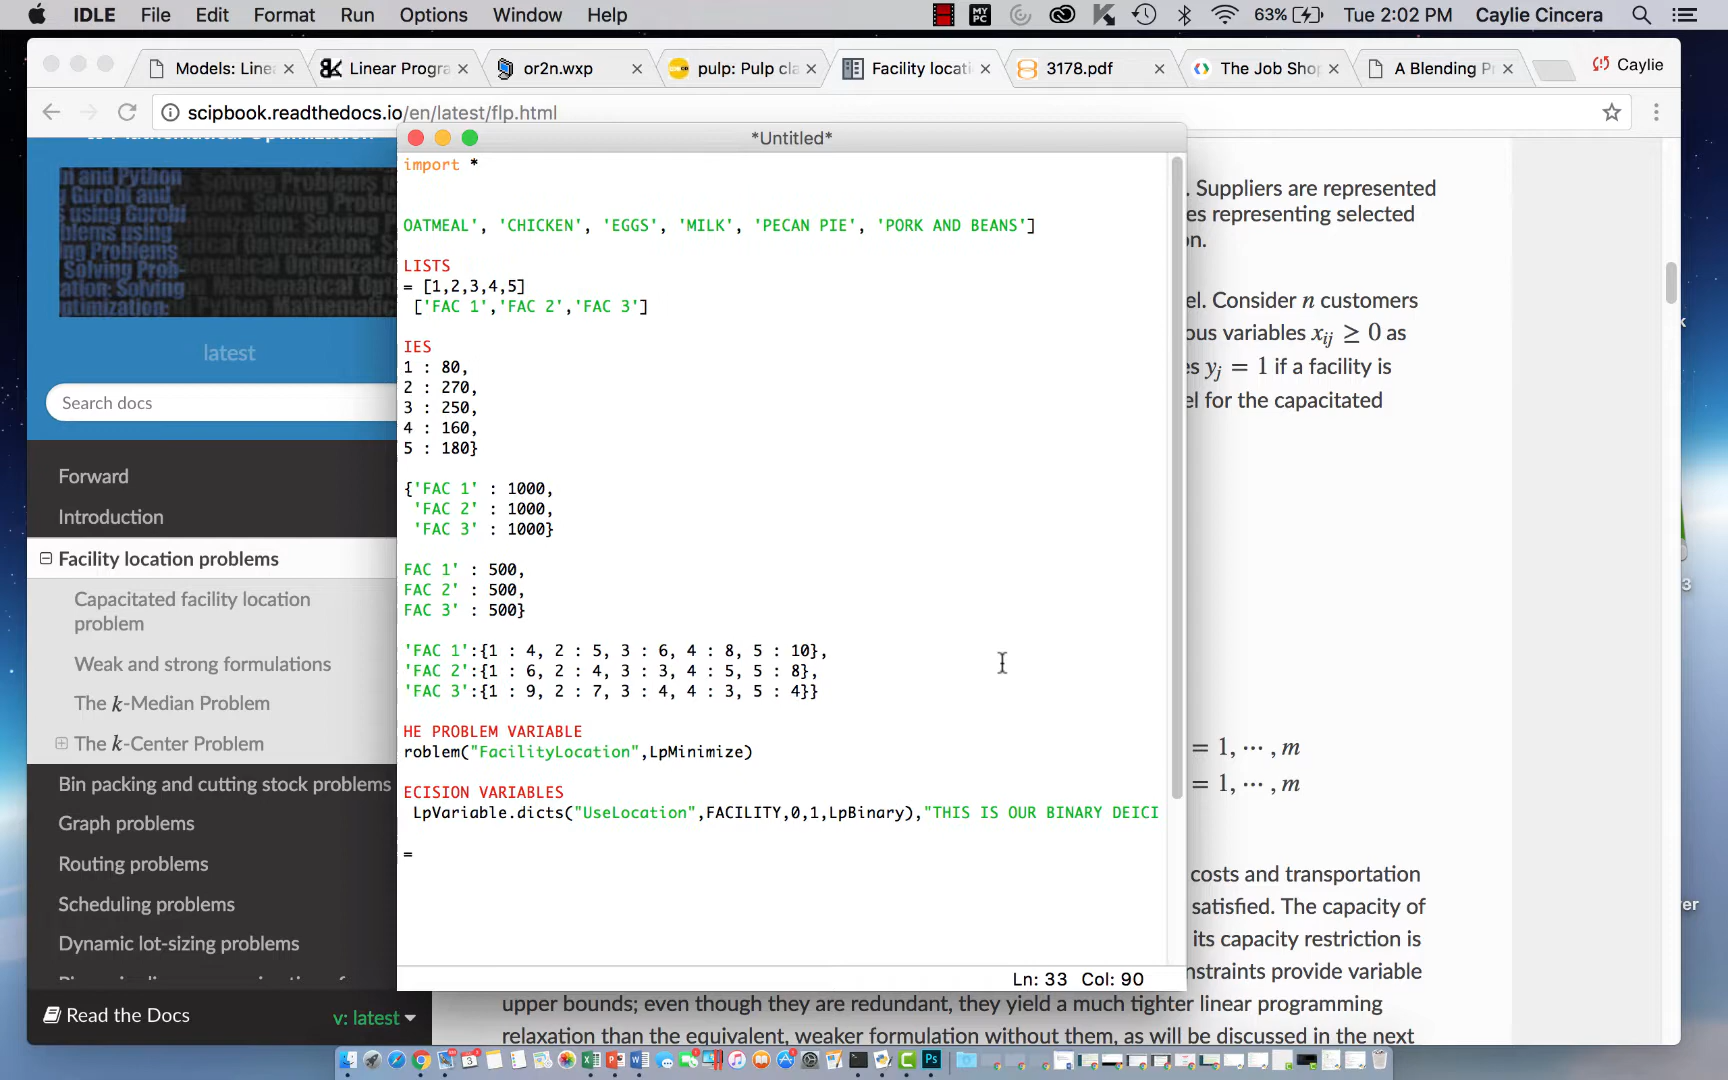 IDLE File Edit Format Run Options Window Help 63% Tue 2:02 PM Caylie Cincera
Models: Line Linear Progra or2n.wxp pulp: Pulp cla Facility locati 3178.pdf The Job Sho A Blending P Caylie
scipbook.readthedocs.io/en/latest/flp.html
latest
Search docs
Forward
Introduction
Facility location problems
Capacitated facility location
problem
Weak and strong formulations
The k-Median Problem
The k-Center Problem
Bin packing and cutting stock problems
Graph problems
Routing problems
Scheduling problems
Dynamic lot-sizing problems
Read the Docs
v: latest
*Untitled*
import *
OATMEAL', 'CHICKEN', 'EGGS', 'MILK', 'PECAN PIE', 'PORK AND BEANS']
LISTS
= [1,2,3,4,5]
['FAC 1','FAC 2','FAC 3']
IES
1 : 80,
2 : 270,
3 : 250,
4 : 160,
5 : 180}
{'FAC 1' : 1000,
'FAC 2' : 1000,
'FAC 3' : 1000}
FAC 1' : 500,
FAC 2' : 500,
FAC 3' : 500}
'FAC 1':{1 : 4, 2 : 5, 3 : 6, 4 : 8, 5 : 10},
'FAC 2':{1 : 6, 2 : 4, 3 : 3, 4 : 5, 5 : 8},
'FAC 3':{1 : 9, 2 : 7, 3 : 4, 4 : 3, 5 : 4}}
HE PROBLEM VARIABLE
roblem("FacilityLocation",LpMinimize)
ECISION VARIABLES
LpVariable.dicts("UseLocation",FACILITY,0,1,LpBinary),"THIS IS OUR BINARY DEICI
=
Ln: 33 Col: 90
. Suppliers are represented
es representing selected
on.
el. Consider n customers
ous variables xij ≥ 0 as
es yj = 1 if a facility is
el for the capacitated
= 1, ⋯ , m
= 1, ⋯ , m
costs and transportation
satisfied. The capacity of
its capacity restriction is
nstraints provide variable
upper bounds; even though they are redundant, they yield a much tighter linear programming
relaxation than the equivalent, weaker formulation without them, as will be discussed in the next